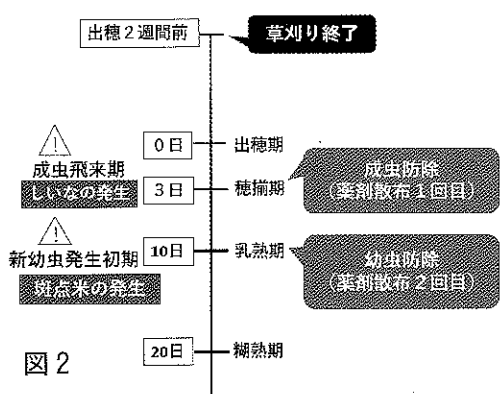 出穂2週間前
草刈り終了
!
成虫飛来期
しいなの発生
0日
出穂期
3日
穂揃期
成虫防除
(薬剤散布1回目)
!
新幼虫発生初期
斑点米の発生
10日
乳熟期
幼虫防除
(薬剤散布2回目)
20日
糊熟期
図2